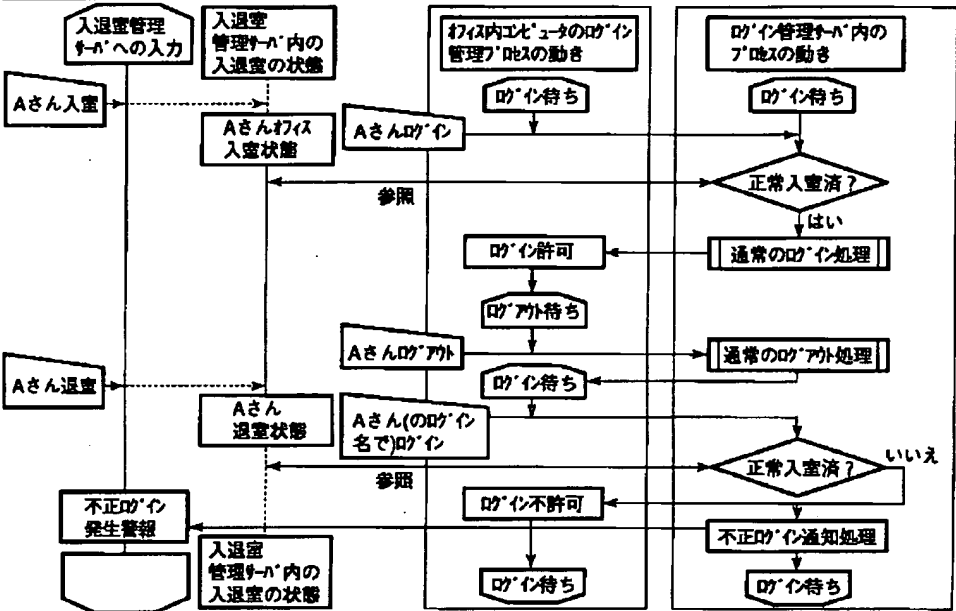 入退室管理
サーバへの入力
入退室
管理サーバ内の
入退室の状態
オフィス内コンピュータのログイン
管理プロセスの動き
ログイン管理サーバ内の
プロセスの動き
ログイン待ち
ログイン待ち
Aさん入室
Aさんオフィス
入室状態
Aさんログイン
正常入室済?
参照
はい
ログイン許可
通常のログイン処理
ログアウト待ち
Aさんログアウト
通常のログアウト処理
Aさん退室
ログイン待ち
Aさん
退室状態
Aさん(のログイン
名で)ログイン
正常入室済?
いいえ
参照
不正ログイン
発生警報
ログイン不許可
不正ログイン通知処理
入退室
管理サーバ内の
入退室の状態
ログイン待ち
ログイン待ち